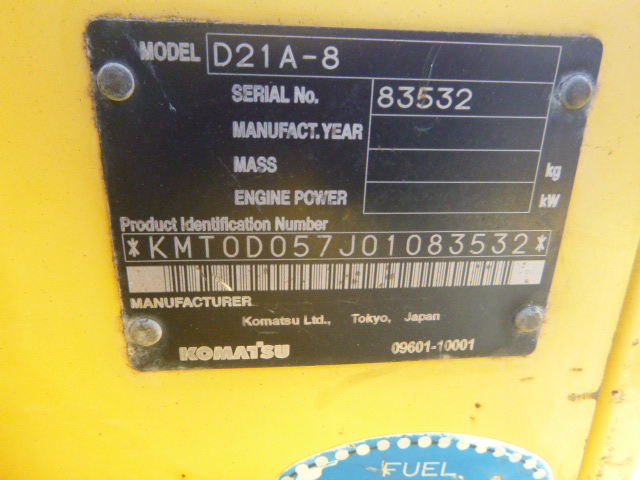 MODEL D21A-8
SERIAL No. 83532
MANUFACT. YEAR
MASS kg
ENGINE POWER kW
Product Identification Number
*KMT0D057J01083532*
MANUFACTURER
Komatsu Ltd., Tokyo, Japan
KOMATSU 09601-10001
FUEL